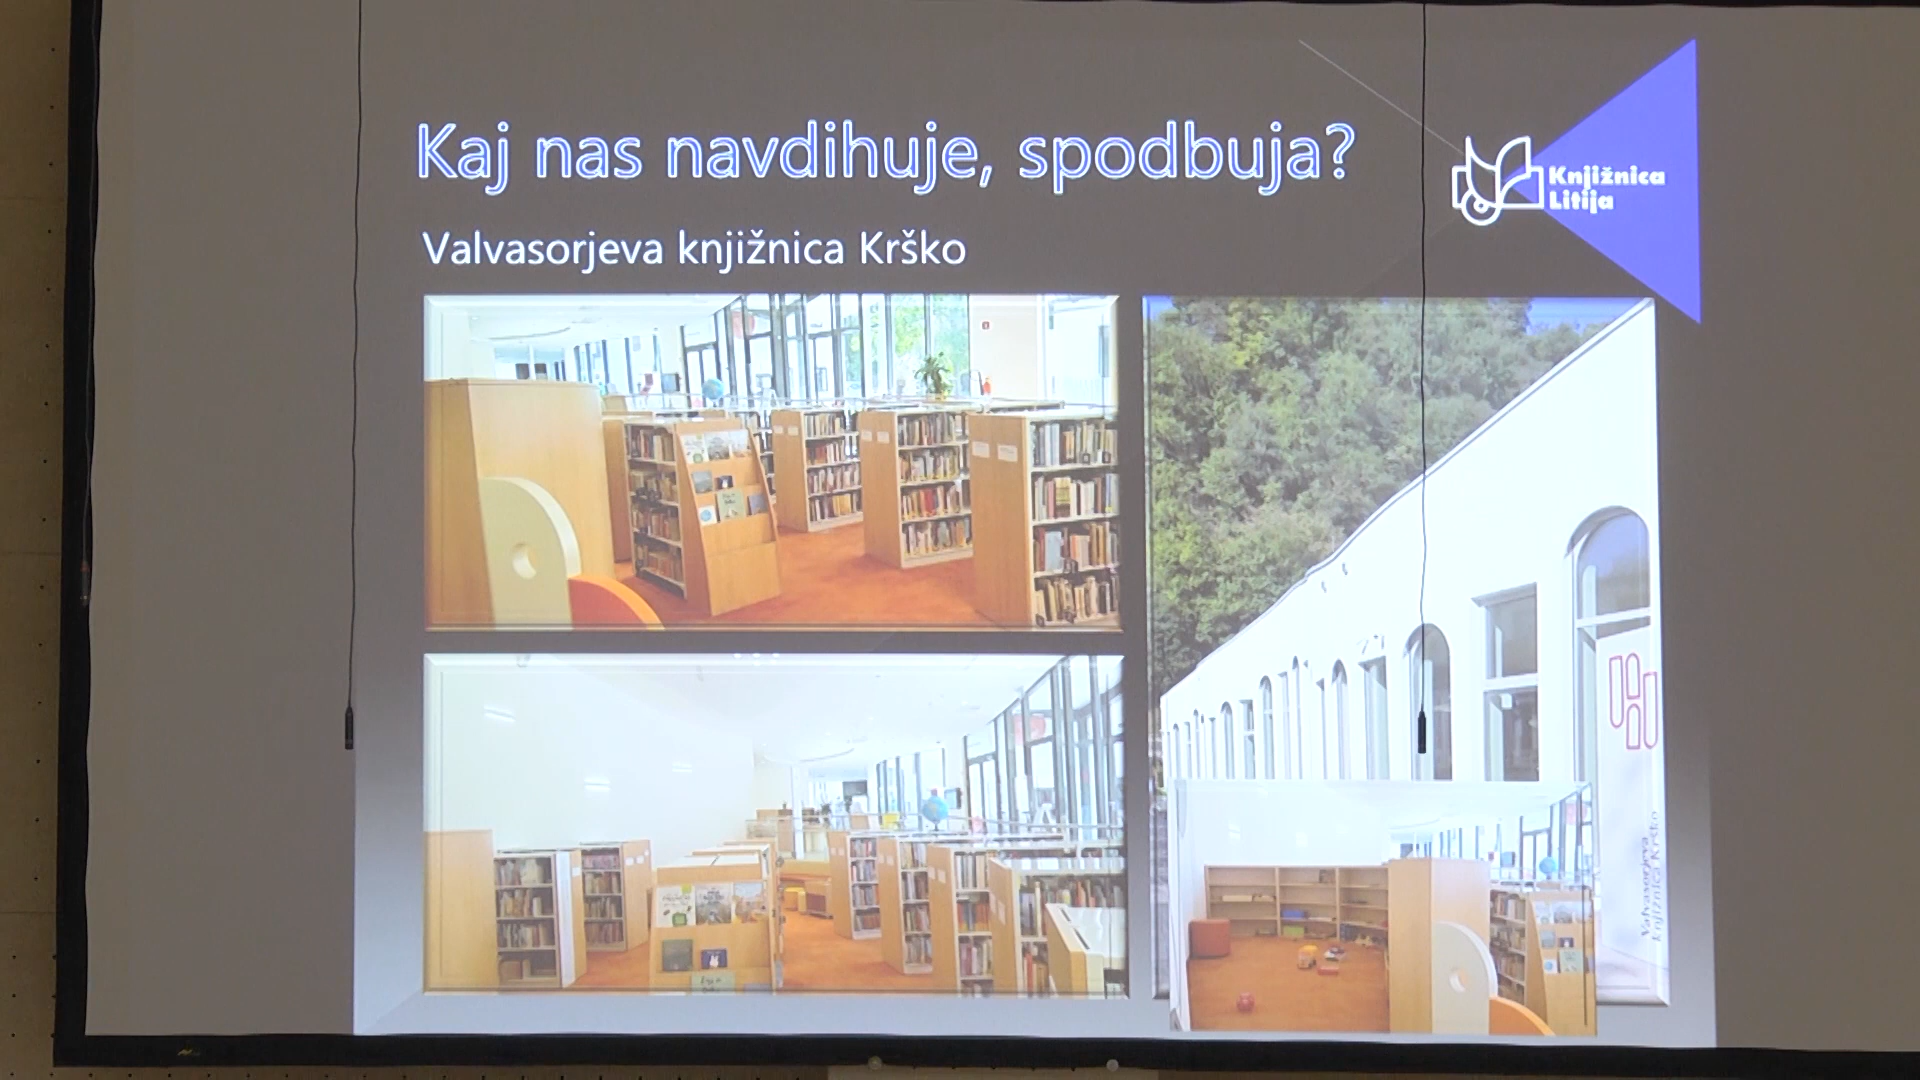 Kaj nas navdihuje, spodbuja?
Knjižnica
Litija
Valvasorjeva knjižnica Krško
Valvasorjeva
knjižnica Krško